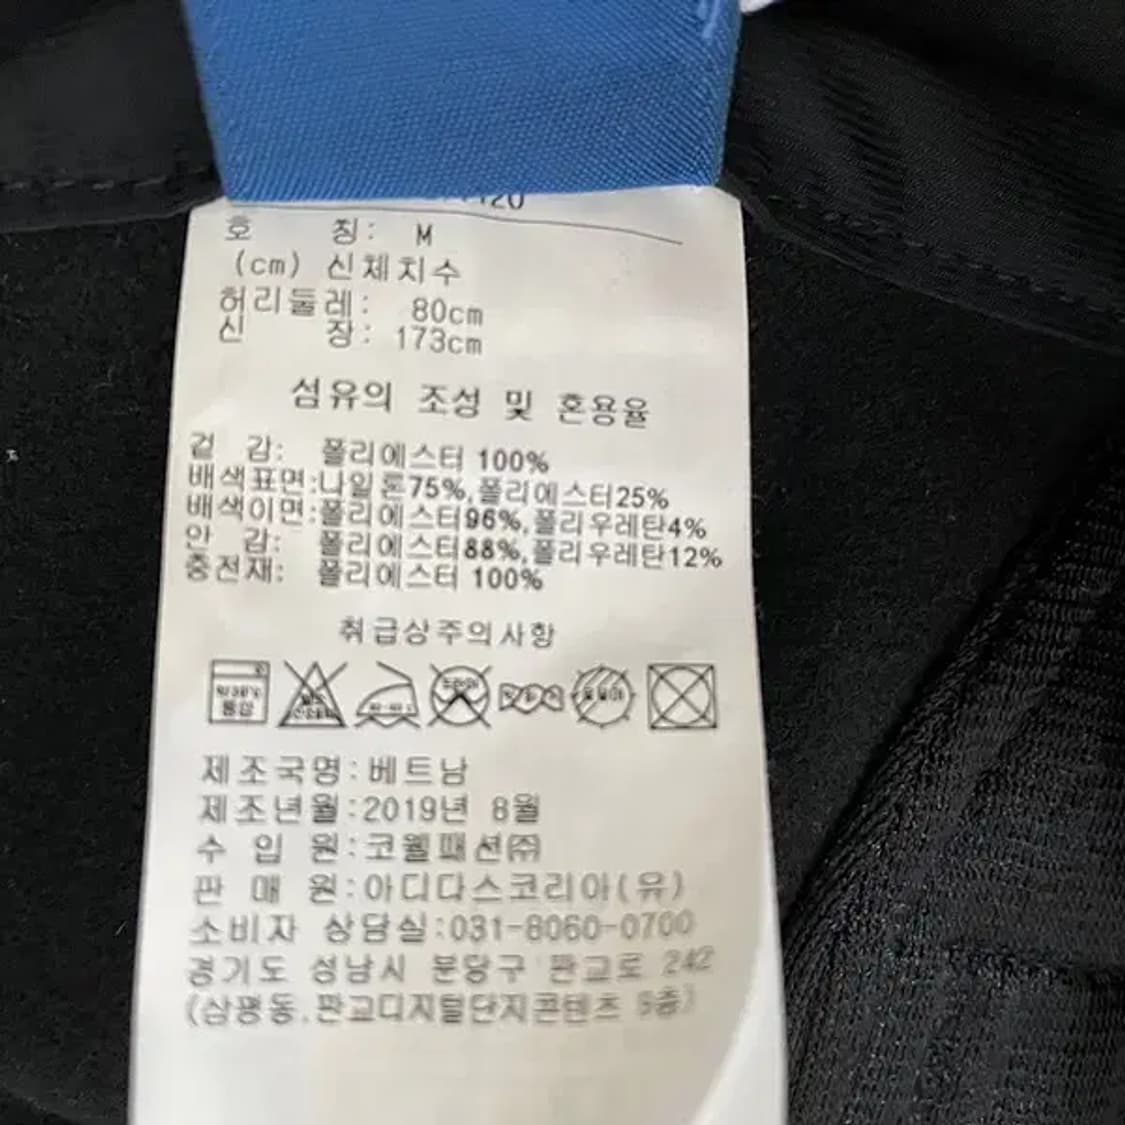 호 칭: M
(cm) 신체치수
허리둘레: 80cm
신 장: 173cm
섬유의 조성 및 혼용율
겉 감: 폴리에스터 100%
배색표면:나일론75%,폴리에스터25%
배색이면:폴리에스터96%,폴리우레탄4%
안 감: 폴리에스터88%,폴리우레탄12%
충전재: 폴리에스터 100%
취급상주의사항
제조국명:베트남
제조년월:2019년 8월
수 입 원:코웰패션㈜
판 매 원:아디다스코리아(유)
소비자 상담실:031-8060-0700
경기도 성남시 분당구 판교로 242
(삼평동,판교디지털단지콘텐츠 5층)